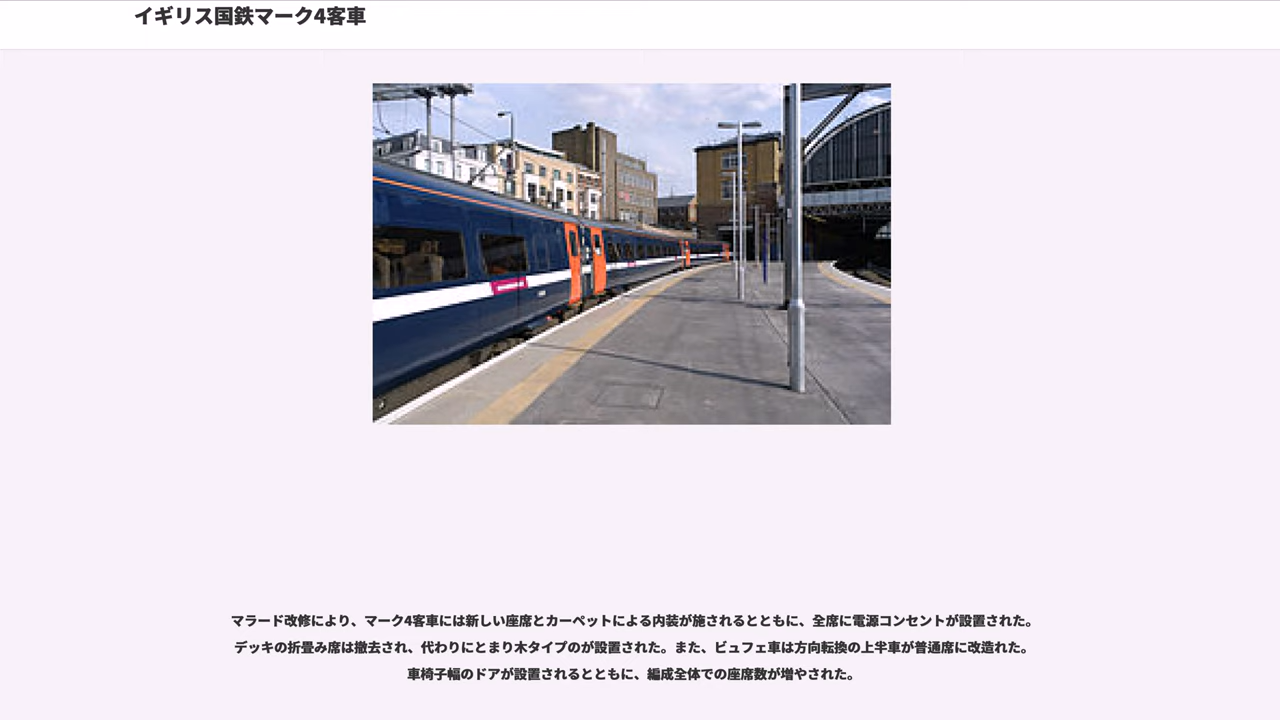 イギリス国鉄マーク4客車
マラード改修により、マーク4客車には新しい座席とカーペットによる内装が施されるとともに、全席に電源コンセントが設置された。
デッキの折畳み席は撤去され、代わりにとまり木タイプのが設置された。また、ビュフェ車は方向転換の上半車が普通席に改造れた。
車椅子幅のドアが設置されるとともに、編成全体での座席数が増やされた。